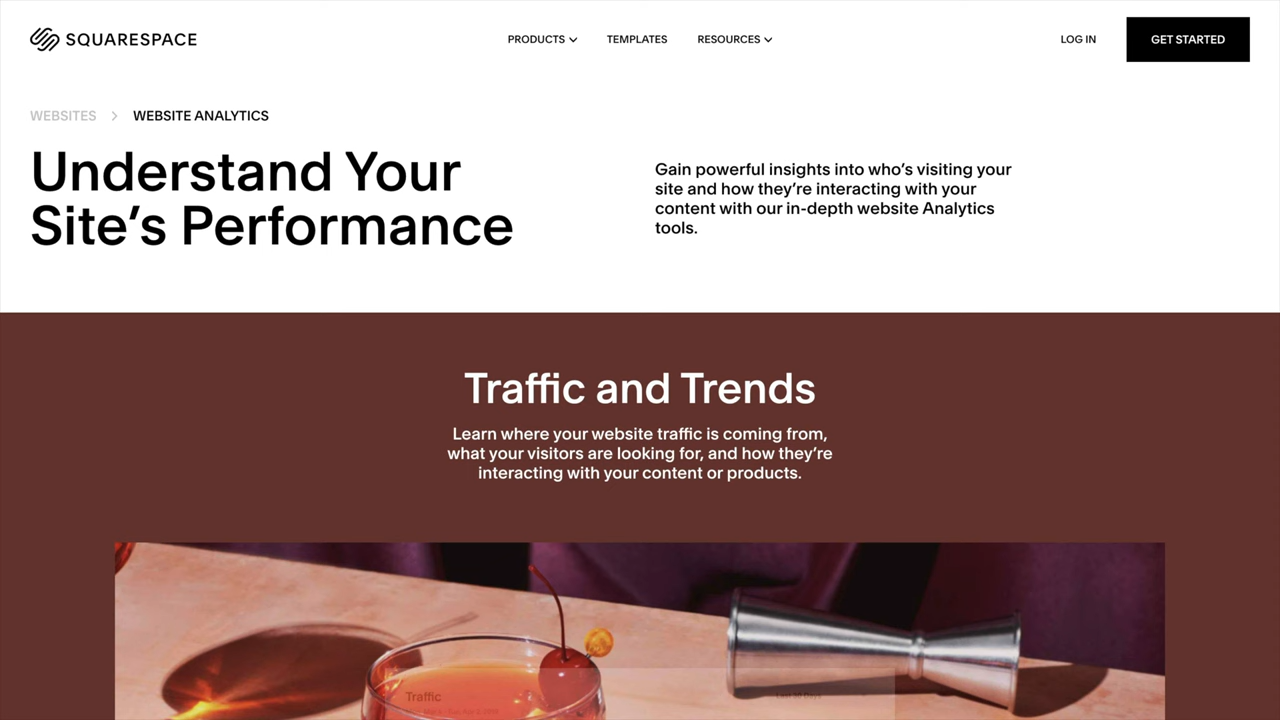 SQUARESPACE
PRODUCTS
TEMPLATES
RESOURCES
LOG IN
GET STARTED
WEBSITES
WEBSITE ANALYTICS
Understand Your
Site’s Performance
Gain powerful insights into who’s visiting your
site and how they’re interacting with your
content with our in-depth website Analytics
tools.
Traffic and Trends
Learn where your website traffic is coming from,
what your visitors are looking for, and how they’re
interacting with your content or products.
Traffic
Last 30 Days